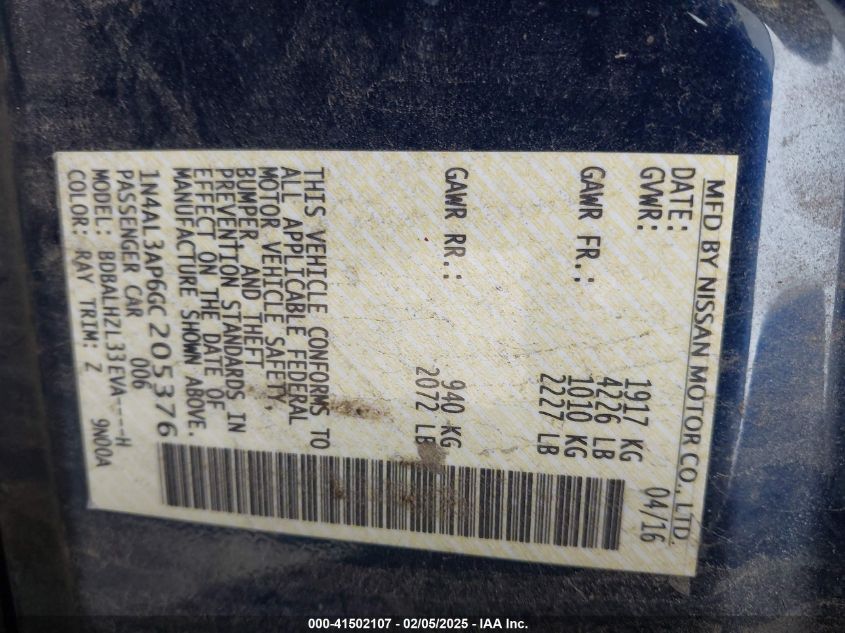 MFD BY NISSAN MOTOR CO., LTD.
DATE: 04/16
GVWR: 1917 KG
4226 LB
GAWR FR.: 1010 KG
2227 LB
GAWR RR.: 940 KG
2072 LB
THIS VEHICLE CONFORMS TO
ALL APPLICABLE FEDERAL
MOTOR VEHICLE SAFETY,
BUMPER, AND THEFT
PREVENTION STANDARDS IN
EFFECT ON THE DATE OF
MANUFACTURE SHOWN ABOVE.
1N4AL3AP6GC205376
PASSENGER CAR 006
MODEL: BDBALHZL33EVA----H
COLOR: RAY TRIM: Z 9N00A
000-41502107 - 02/05/2025 - IAA Inc.